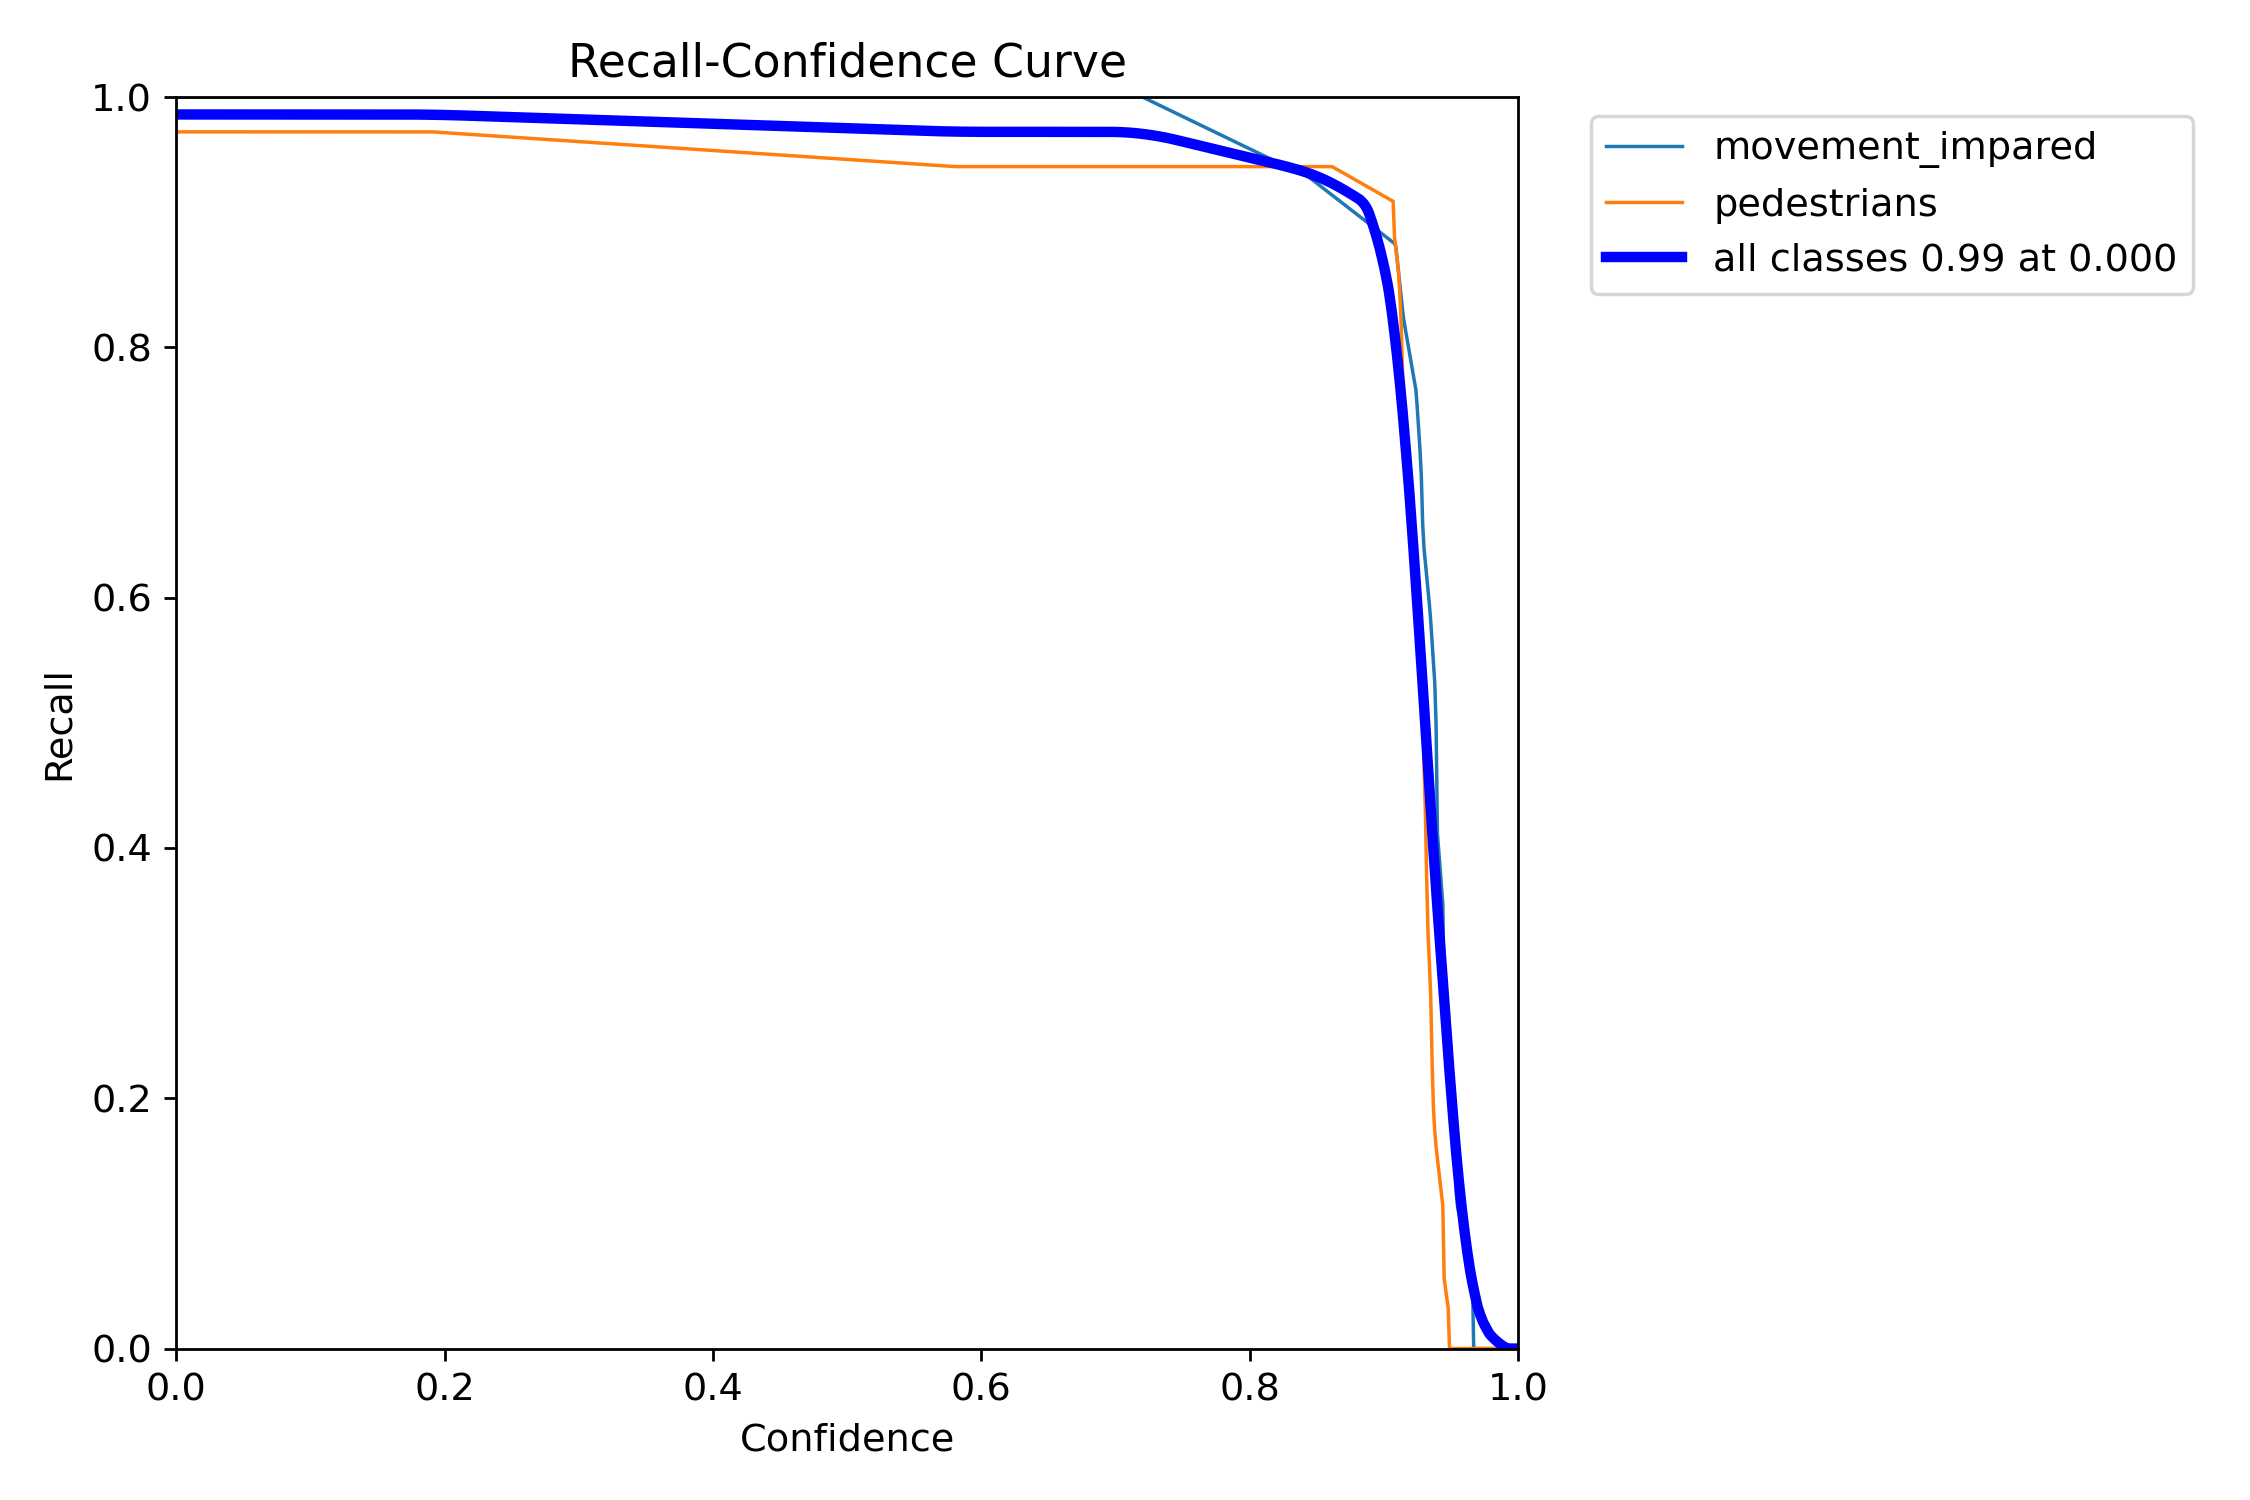 Recall-Confidence Curve
1.0
0.8
0.6
0.4
0.2
0.0
Recall
0.0 0.2 0.4 0.6 0.8 1.0
Confidence
movement_impared
pedestrians
all classes 0.99 at 0.000